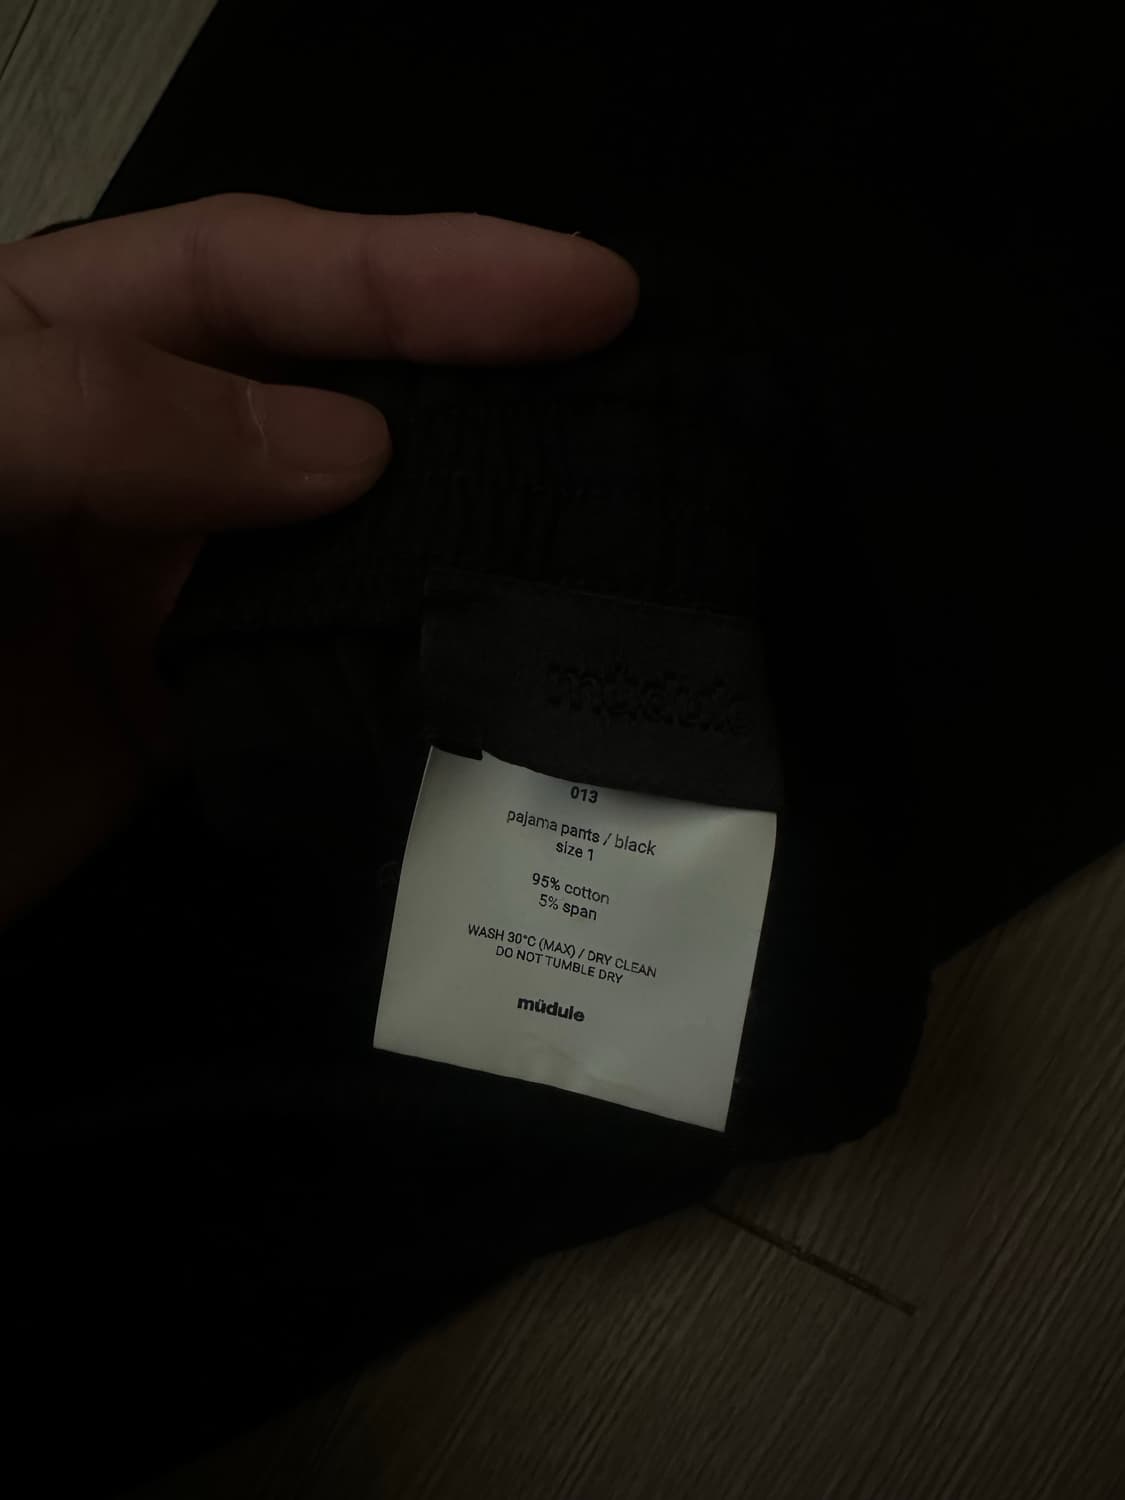 müdule
013
pajama pants / black
size 1
95% cotton
5% span
WASH 30°C (MAX) / DRY CLEAN
DO NOT TUMBLE DRY
müdule